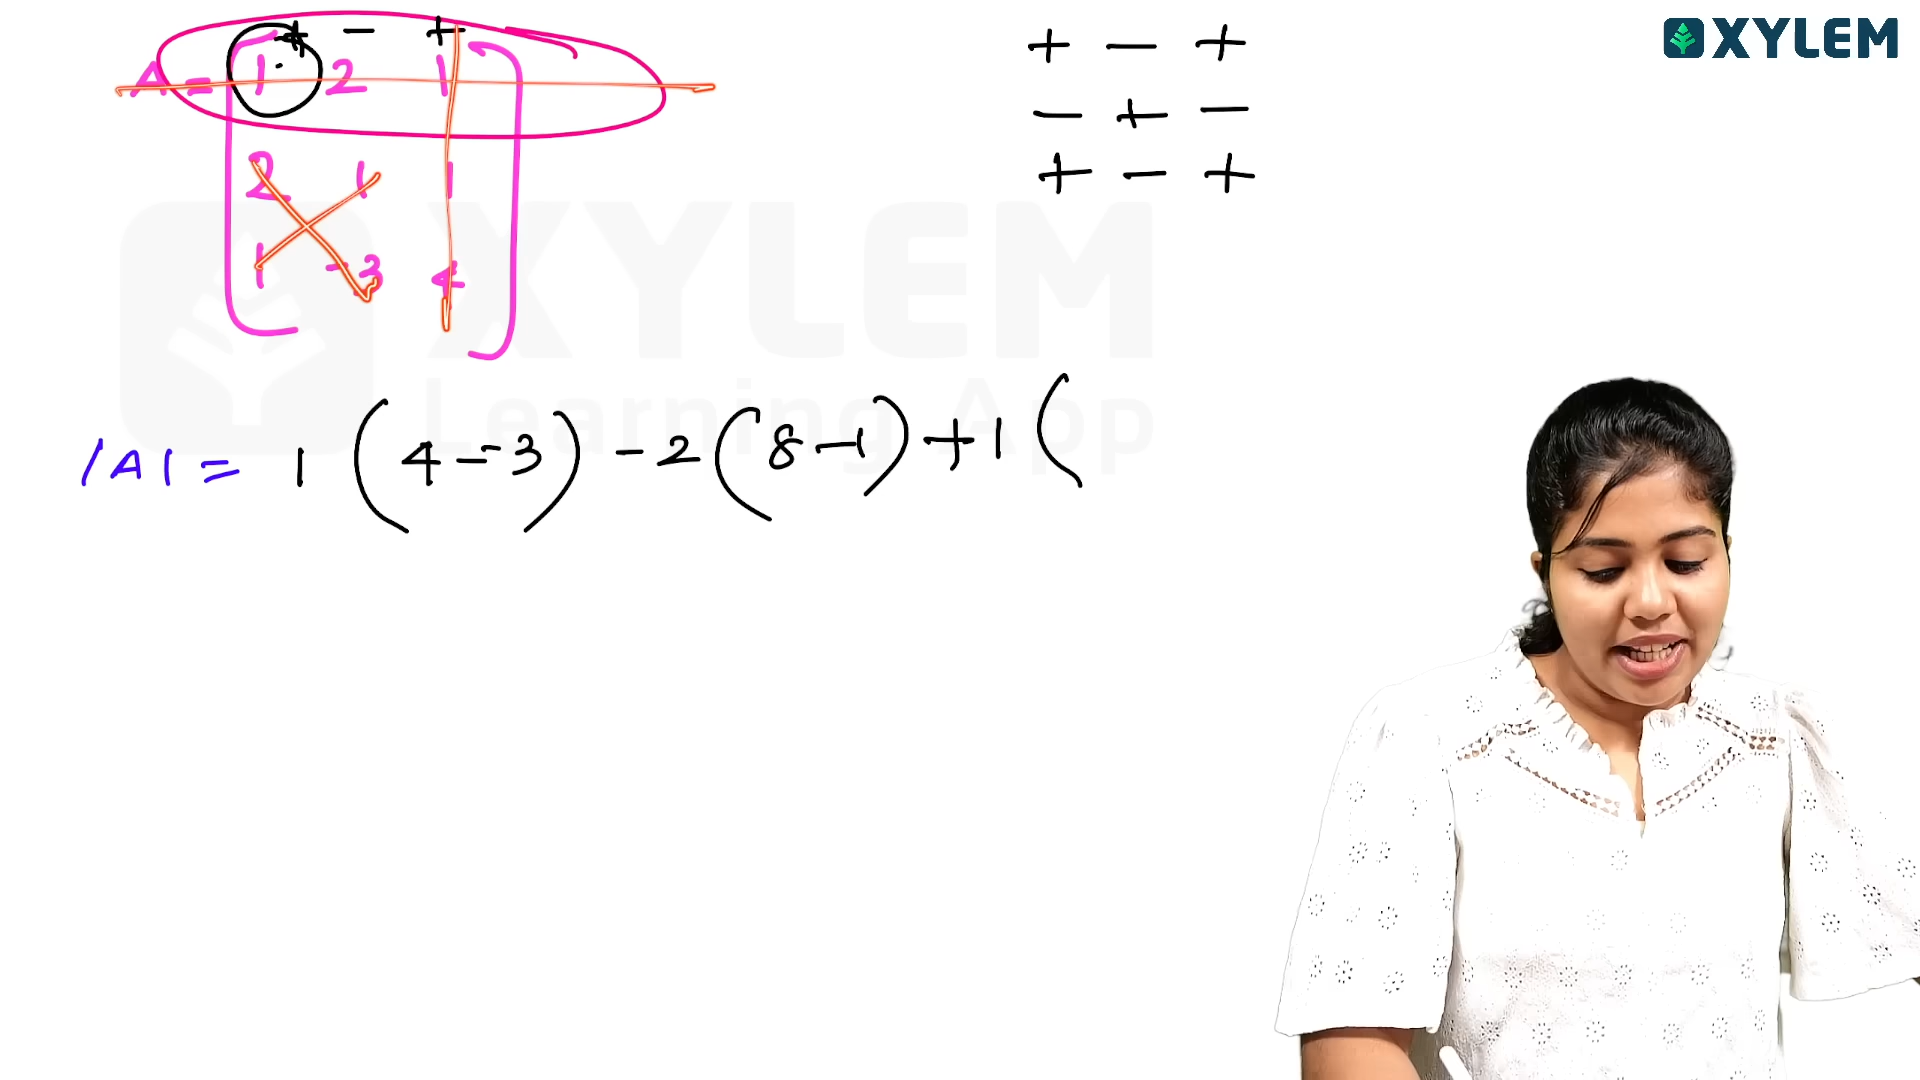 XYLEM
+ - +
A = 1 2 1
2 1 1
1 -3 4
+ - +
- + -
+ - +
XYLEM
Learning App
|A| = 1 (4 - -3) - 2 (8 - 1) + 1 (